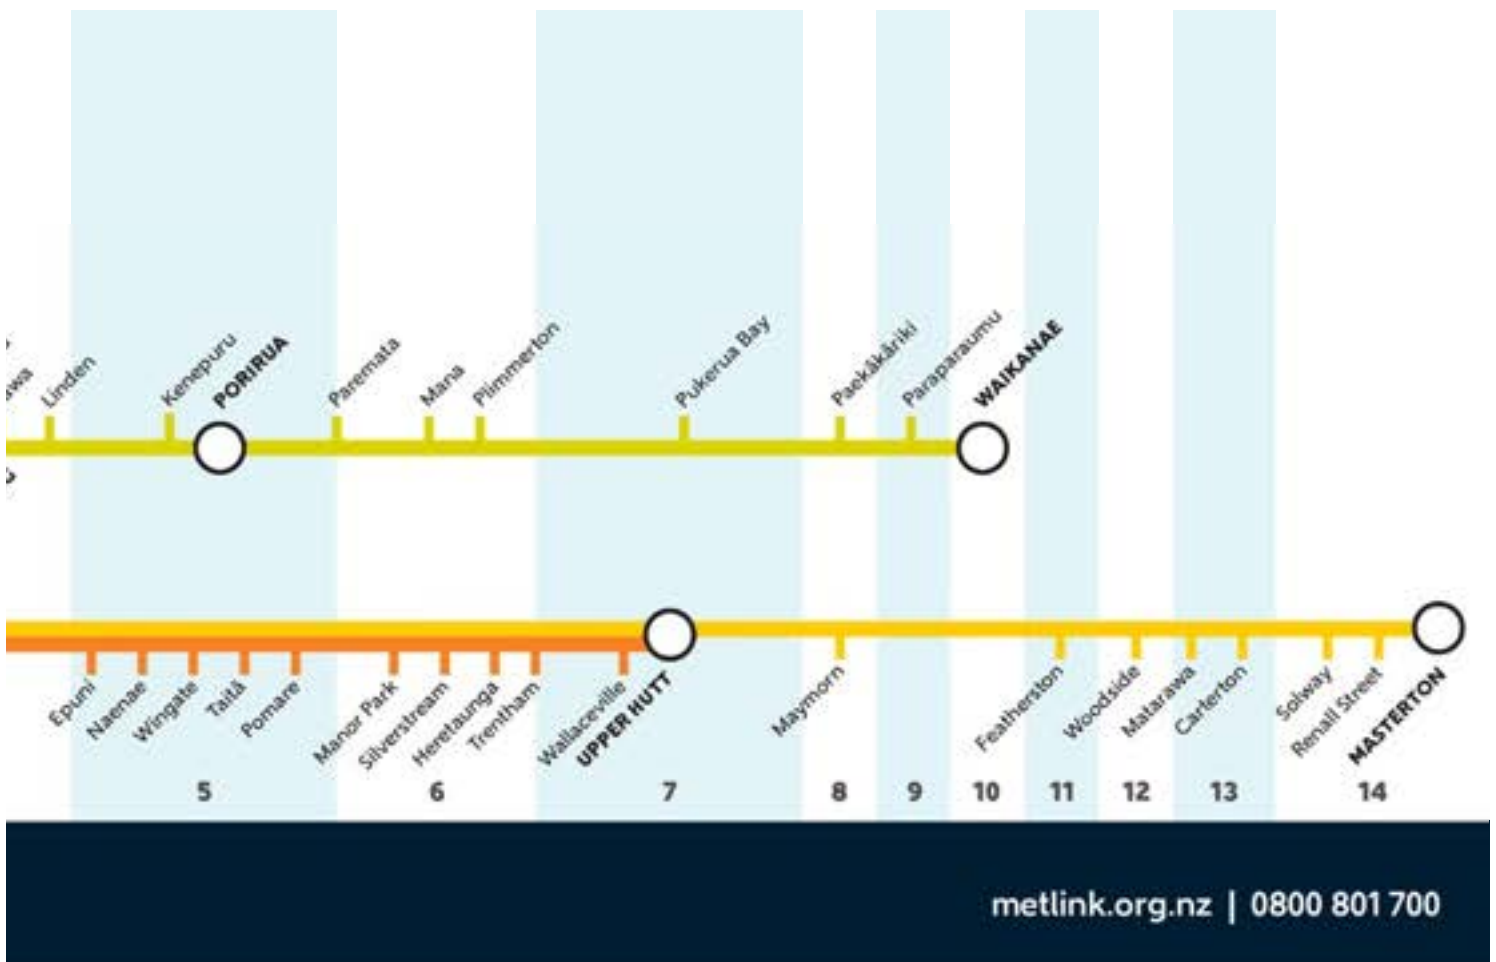 Linden
Kenepuru
PORIRUA
Paremata
Mana
Plimmerton
Pukerua Bay
Paekākāriki
Paraparaumu
WAIKANAE
Epuni
Naenae
Wingate
Taitā
Pomare
Manor Park
Silverstream
Heretaunga
Trentham
Wallaceville
UPPER HUTT
Maymorn
Featherston
Woodside
Matarawa
Carterton
Solway
Renall Street
MASTERTON
5 6 7 8 9 10 11 12 13 14
metlink.org.nz | 0800 801 700